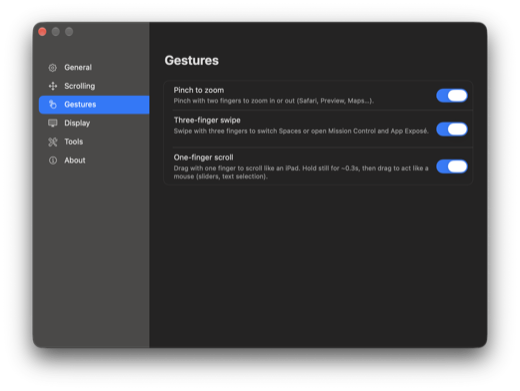 General
Scrolling
Gestures
Display
Tools
About
Gestures
Pinch to zoom
Pinch with two fingers to zoom in or out (Safari, Preview, Maps…).
Three-finger swipe
Swipe with three fingers to switch Spaces or open Mission Control and App Exposé.
One-finger scroll
Drag with one finger to scroll like an iPad. Hold still for ~0.3s, then drag to act like a
mouse (sliders, text selection).